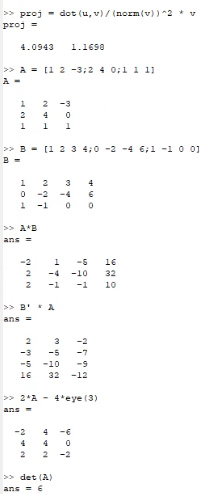 >> proj = dot(u,v)/(norm(v))^2 * v
proj =
4.0943 1.1698
>> A = [1 2 -3;2 4 0;1 1 1]
A =
1 2 -3
2 4 0
1 1 1
>> B = [1 2 3 4;0 -2 -4 6;1 -1 0 0]
B =
1 2 3 4
0 -2 -4 6
1 -1 0 0
>> A*B
ans =
-2 1 -5 16
2 -4 -10 32
2 -1 -1 10
>> B' * A
ans =
2 3 -2
-3 -5 -7
-5 -10 -9
16 32 -12
>> 2*A - 4*eye(3)
ans =
-2 4 -6
4 4 0
2 2 -2
>> det(A)
ans = 6